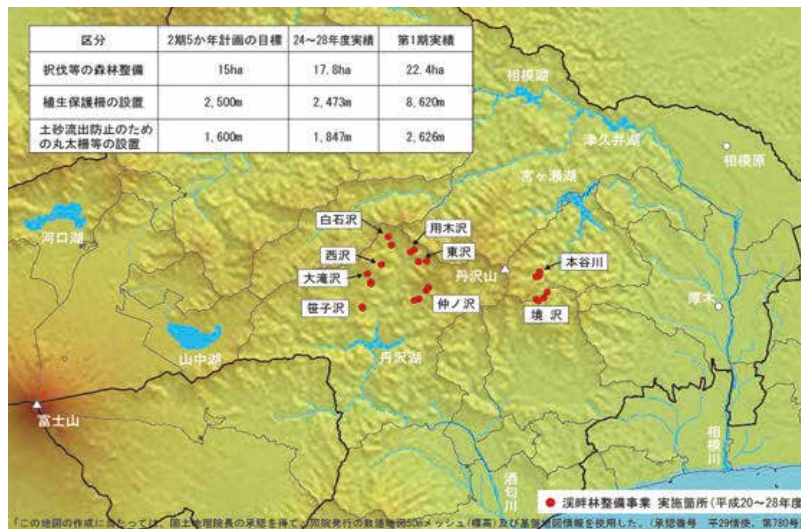 区分 2期5か年計画の目標 24～28年度実績 第1期実績
択伐等の森林整備 15ha 17.8ha 22.4ha
植生保護柵の設置 2,500m 2,473m 8,620m
土砂流出防止のため
の丸太柵等の設置 1,600m 1,847m 2,626m
相模湖
津久井湖
相模原
宮ヶ瀬湖
河口湖
白石沢
用木沢
西沢
東沢
丹沢山
本谷川
大滝沢
笹子沢
仲ノ沢
境沢
厚木
山中湖
丹沢湖
富士山
相模川
酒匂川
渓畔林整備事業 実施箇所(平成20～28年度
「この地図の作成に当たっては、国土地理院長の承認を得て、同院発行の数値地図50mメッシュ(標高)及び基盤地図情報を使用した。(承認番号 平29情使、第780号